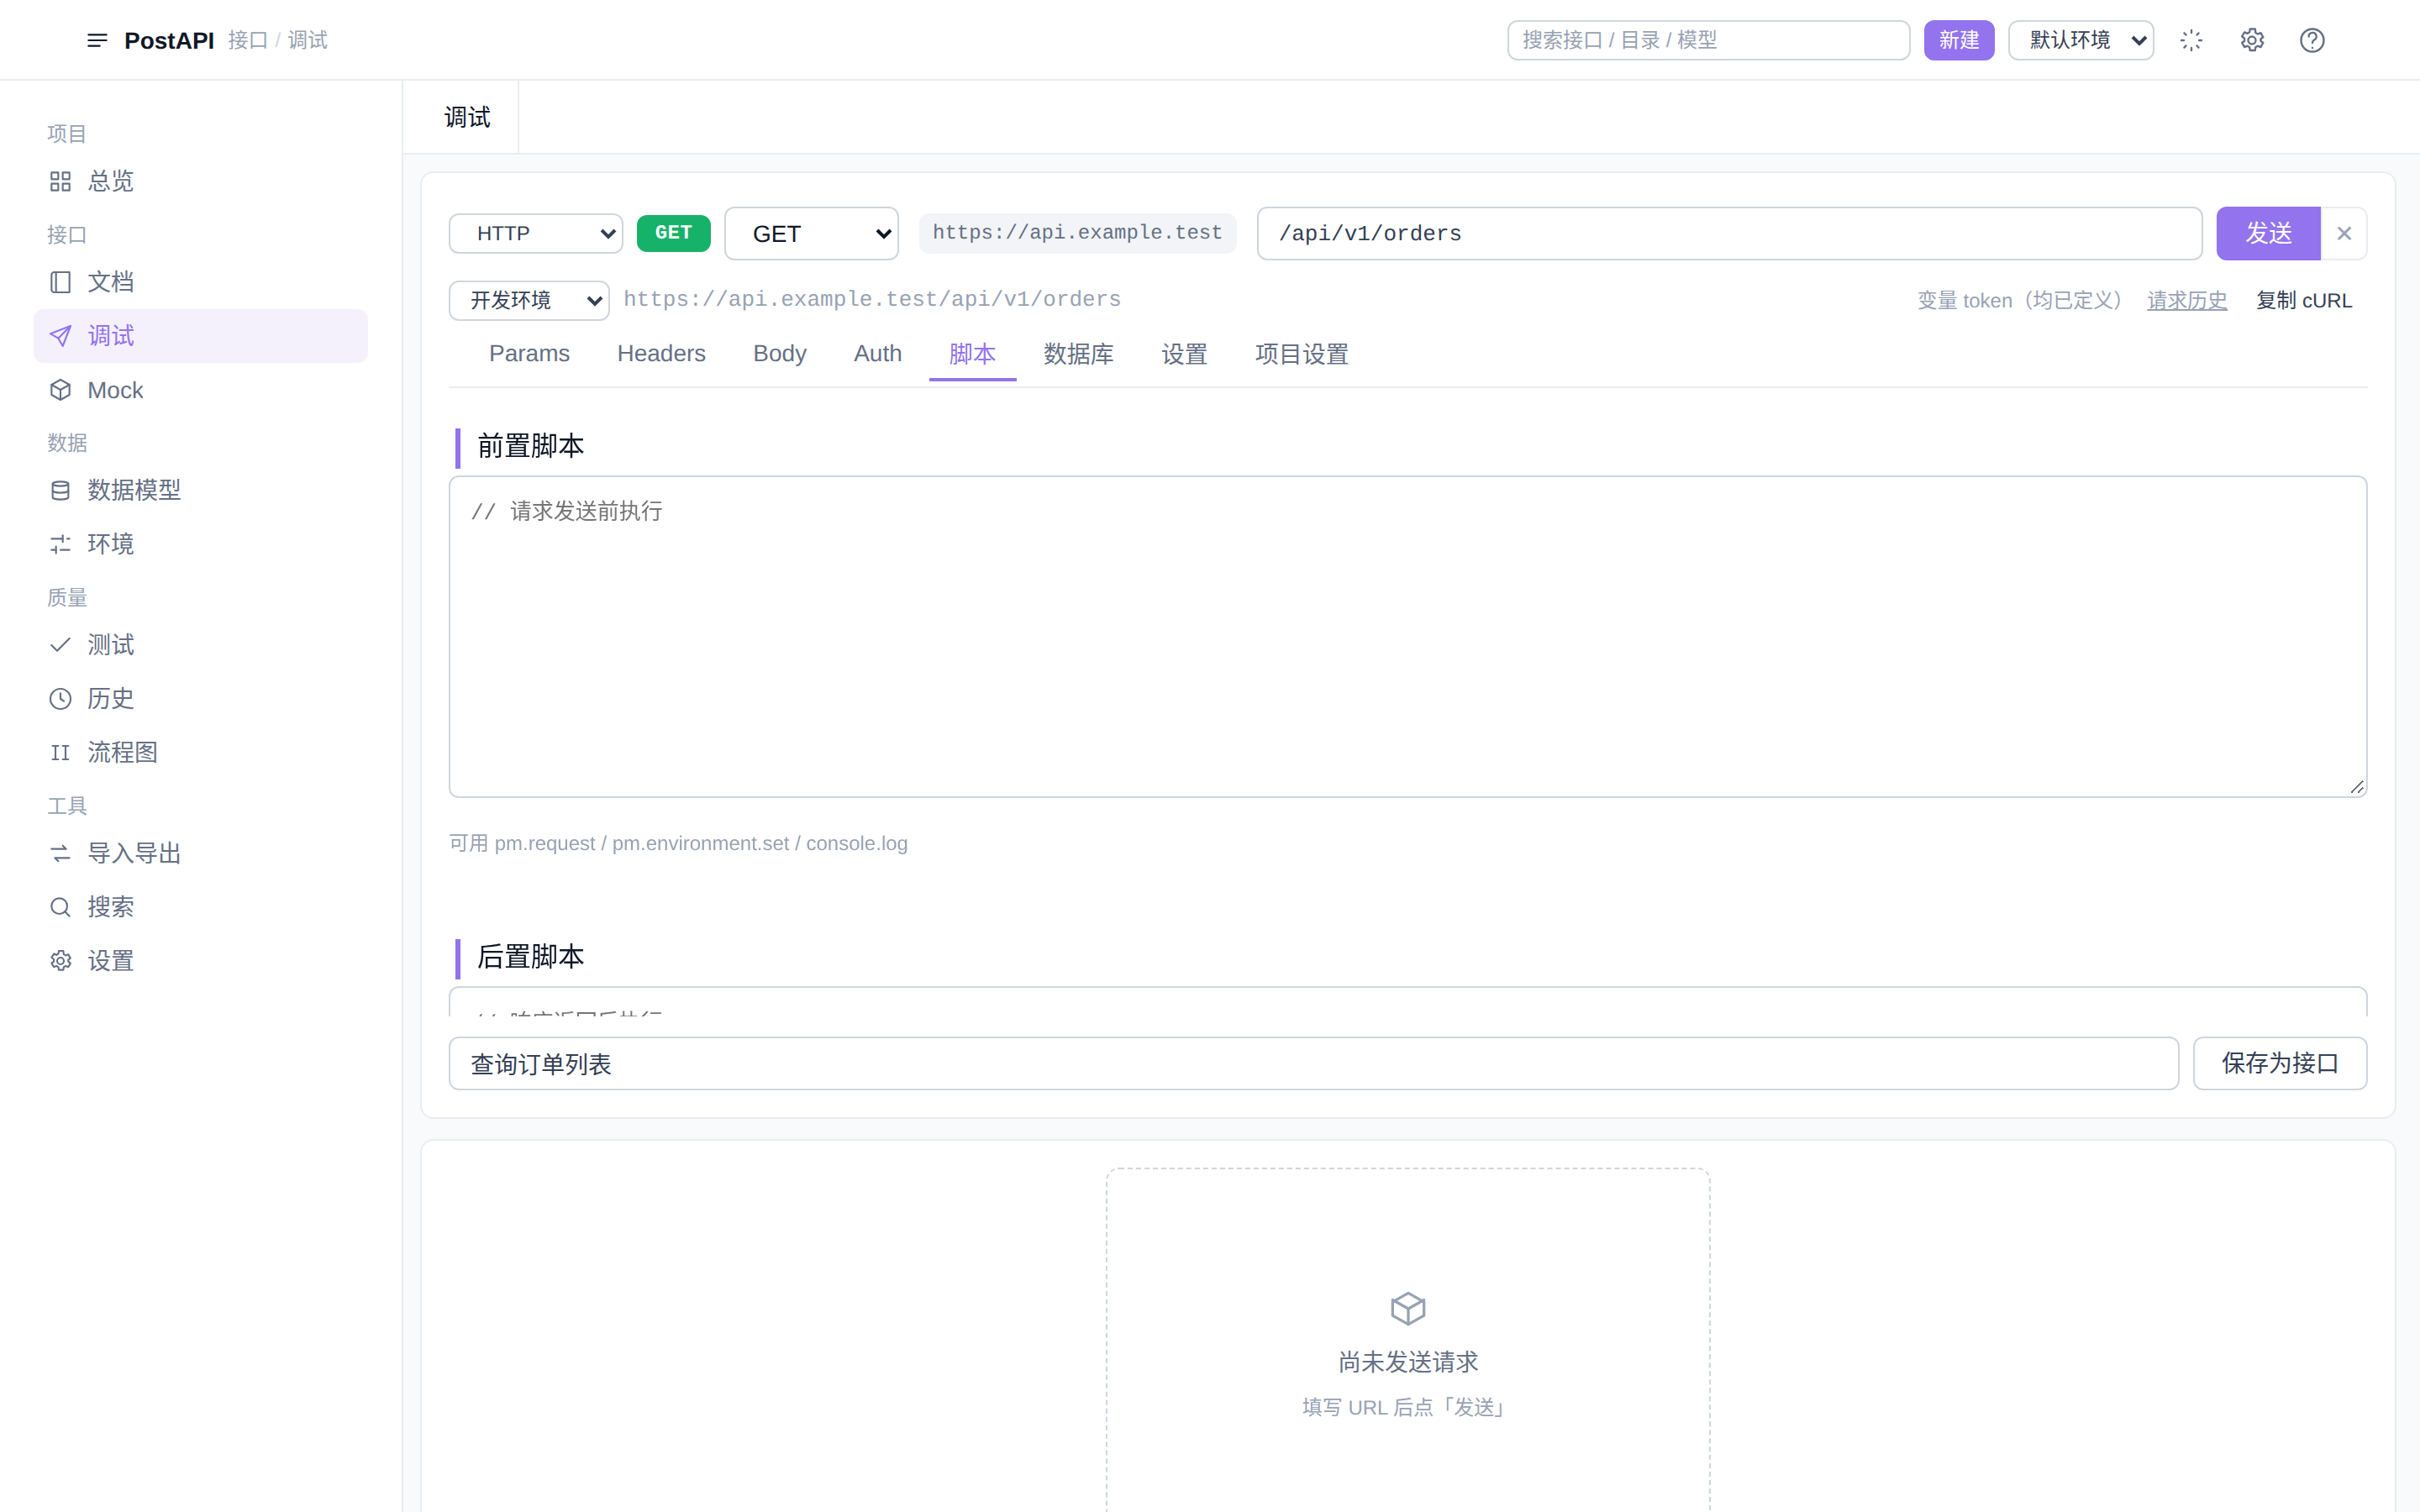 PostAPI 接口 / 调试
搜索接口 / 目录 / 模型
新建
默认环境
项目
总览
接口
文档
调试
Mock
数据
数据模型
环境
质量
测试
历史
流程图
工具
导入导出
搜索
设置
调试
HTTP GET GET https://api.example.test /api/v1/orders 发送 ✕
开发环境 https://api.example.test/api/v1/orders 变量 token（均已定义） 请求历史 复制 cURL
Params Headers Body Auth 脚本 数据库 设置 项目设置
前置脚本
// 请求发送前执行
可用 pm.request / pm.environment.set / console.log
后置脚本
// 响应返回后执行
查询订单列表 保存为接口
尚未发送请求
填写 URL 后点「发送」